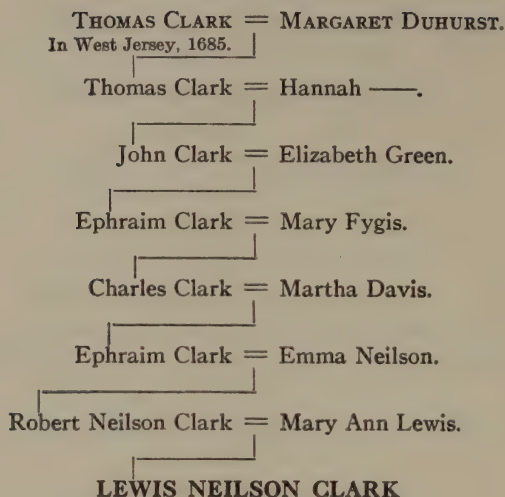 THOMAS CLARK = MARGARET DUHURST.
In West Jersey, 1685.
Thomas Clark = Hannah ——.
John Clark = Elizabeth Green.
Ephraim Clark = Mary Fygis.
Charles Clark = Martha Davis.
Ephraim Clark = Emma Neilson.
Robert Neilson Clark = Mary Ann Lewis.
LEWIS NEILSON CLARK